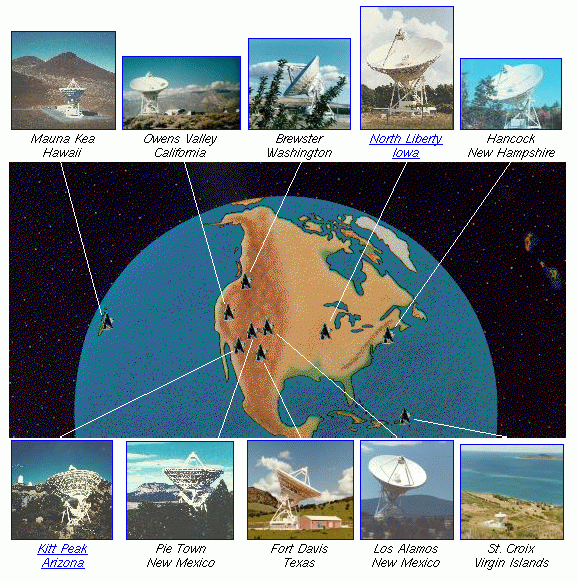 Mauna Kea
Hawaii
Owens Valley
California
Brewster
Washington
North Liberty
Iowa
Hancock
New Hampshire
Kitt Peak
Arizona
Pie Town
New Mexico
Fort Davis
Texas
Los Alamos
New Mexico
St. Croix
Virgin Islands